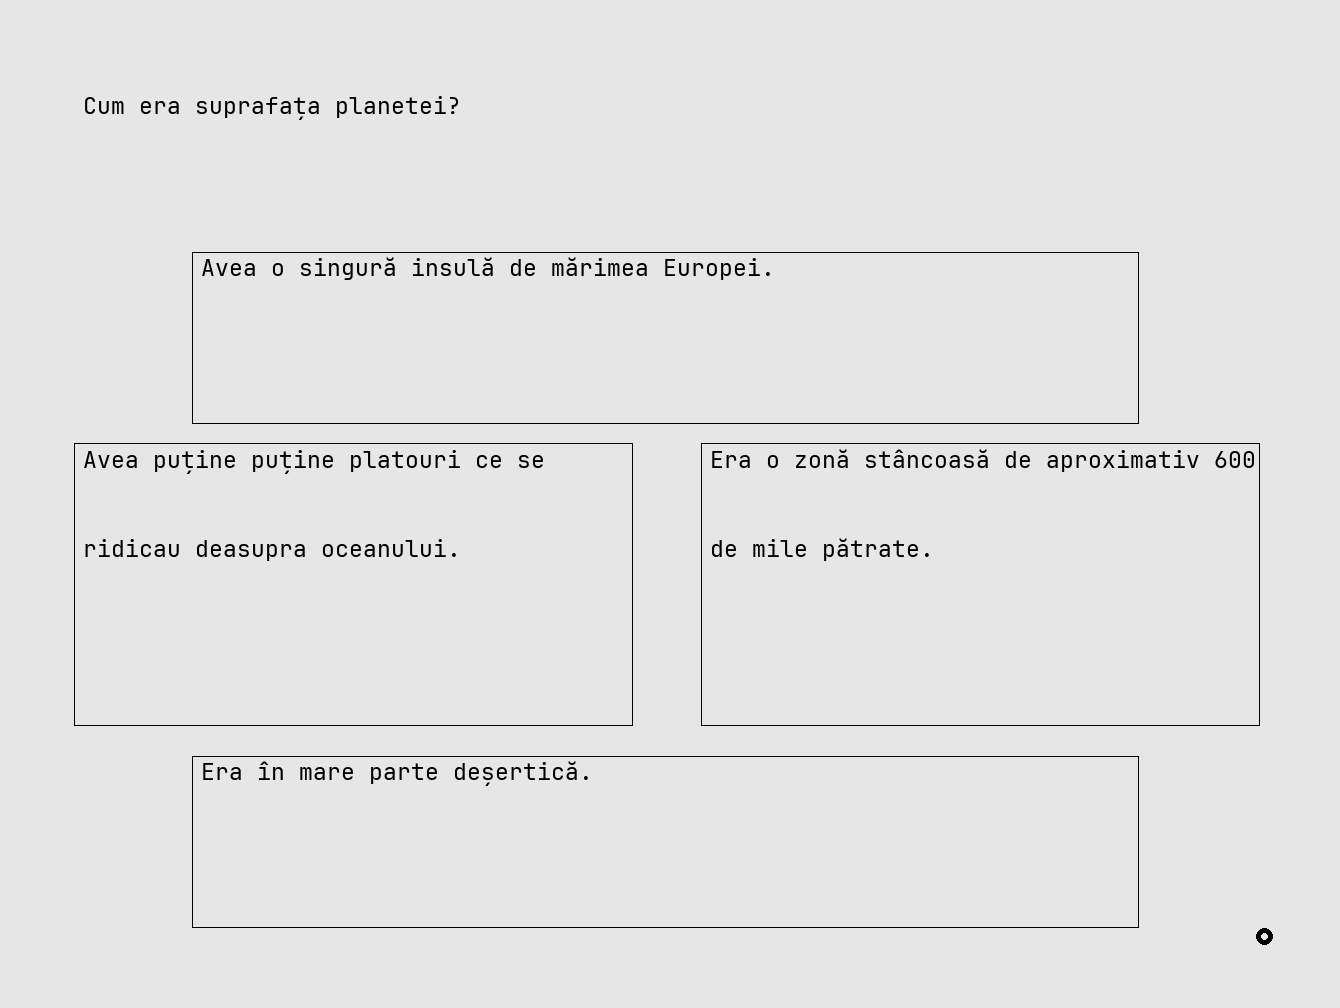 Cum era suprafața planetei?
Avea o singură insulă de mărimea Europei.
Avea puține puține platouri ce se
ridicau deasupra oceanului.
Era o zonă stâncoasă de aproximativ 600
de mile pătrate.
Era în mare parte deșertică.